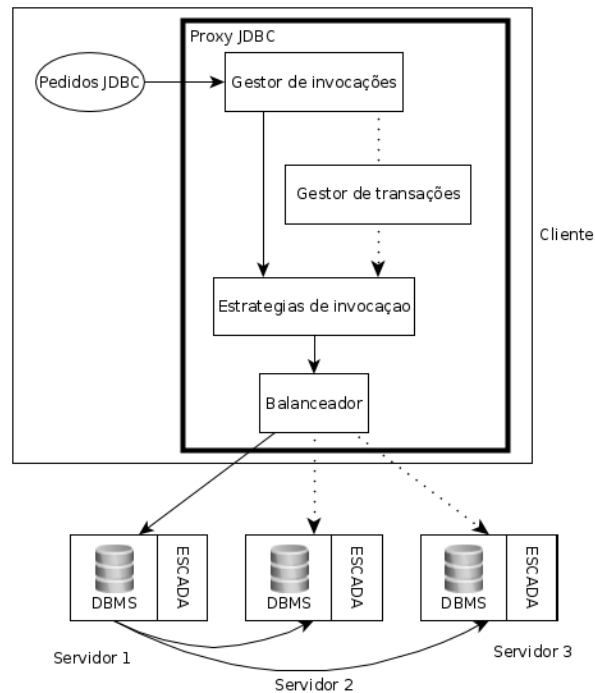 Proxy JDBC
Pedidos JDBC
Gestor de invocações
Gestor de transações
Cliente
Estrategias de invocaçao
Balanceador
DBMS
ESCADA
DBMS
ESCADA
DBMS
ESCADA
Servidor 1
Servidor 2
Servidor 3